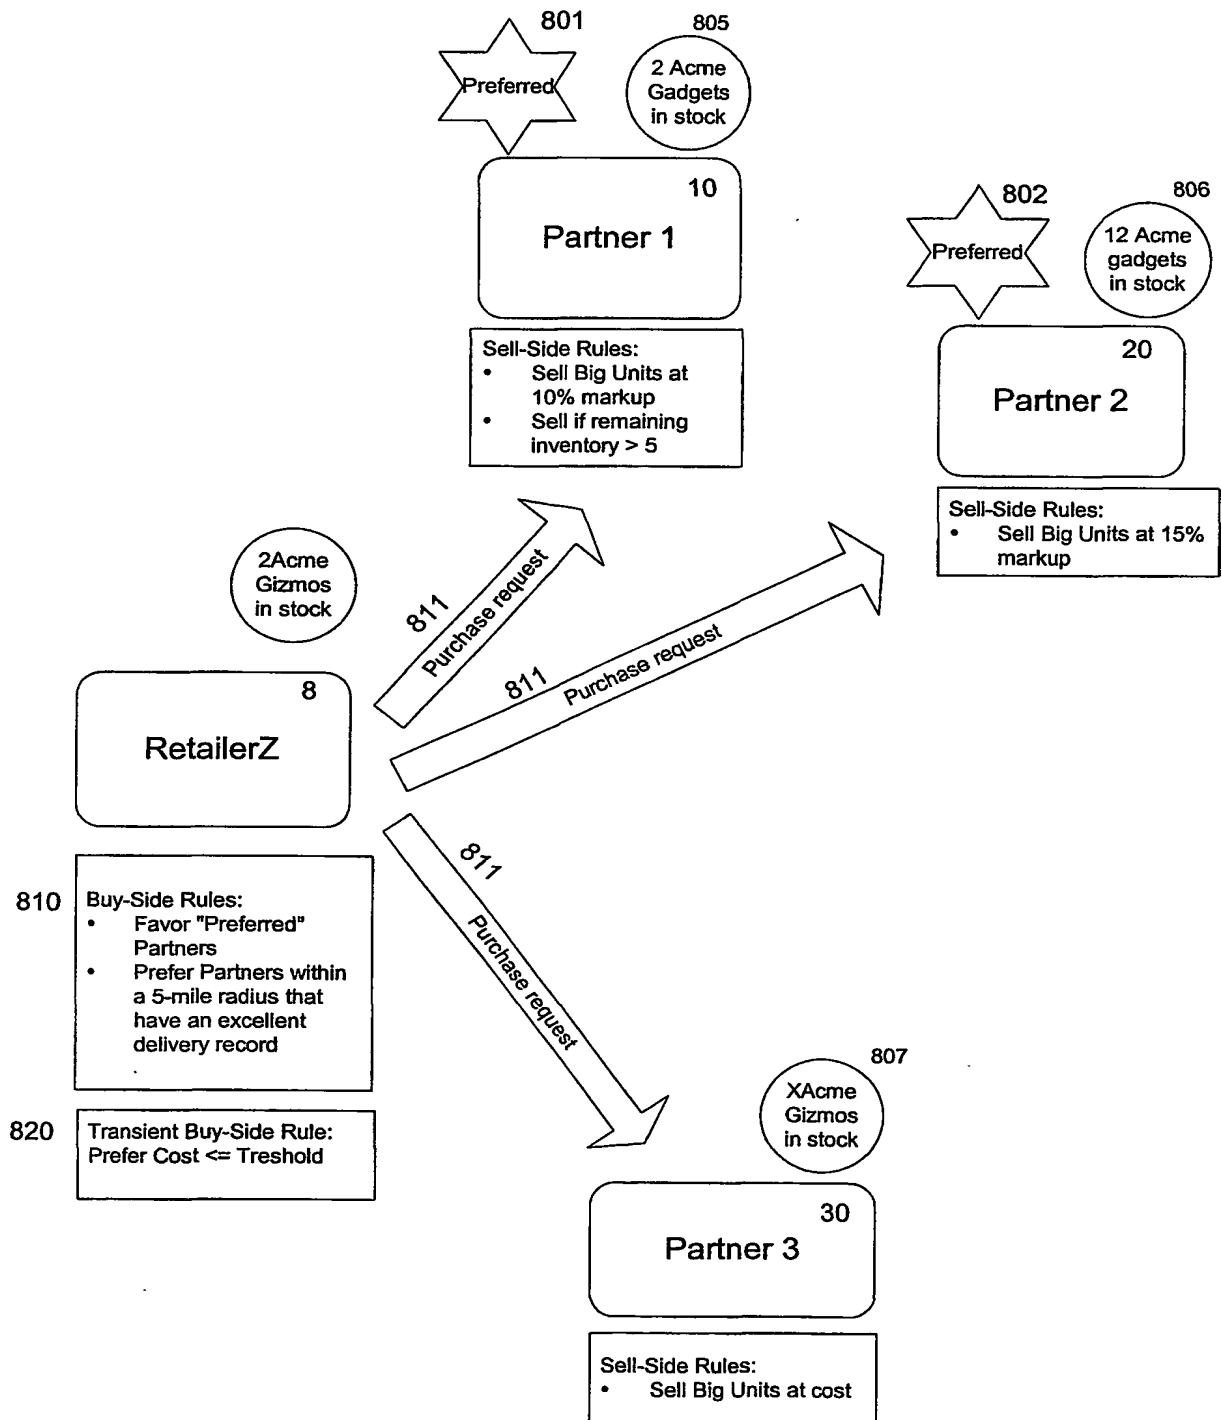 801
Preferred
805
2 Acme
Gadgets
in stock
10
Partner 1
Sell-Side Rules:
• Sell Big Units at
10% markup
• Sell if remaining
inventory > 5
802
Preferred
806
12 Acme
gadgets
in stock
20
Partner 2
Sell-Side Rules:
• Sell Big Units at 15%
markup
2Acme
Gizmos
in stock
811
Purchase request
811
Purchase request
8
RetailerZ
811
Purchase request
810
Buy-Side Rules:
• Favor "Preferred"
Partners
• Prefer Partners within
a 5-mile radius that
have an excellent
delivery record
820
Transient Buy-Side Rule:
Prefer Cost <= Treshold
807
XAcme
Gizmos
in stock
30
Partner 3
Sell-Side Rules:
• Sell Big Units at cost